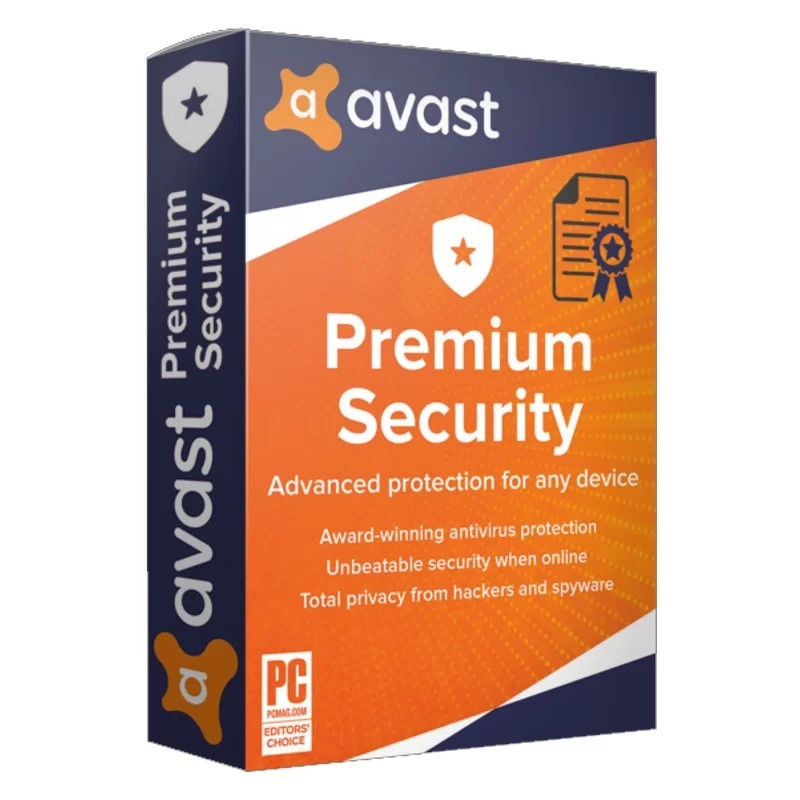 a avast
Premium
Security
Advanced protection for any device
Award-winning antivirus protection
Unbeatable security when online
Total privacy from hackers and spyware
PC
PCMAG.COM
EDITORS'
CHOICE
a avast Premium
Security